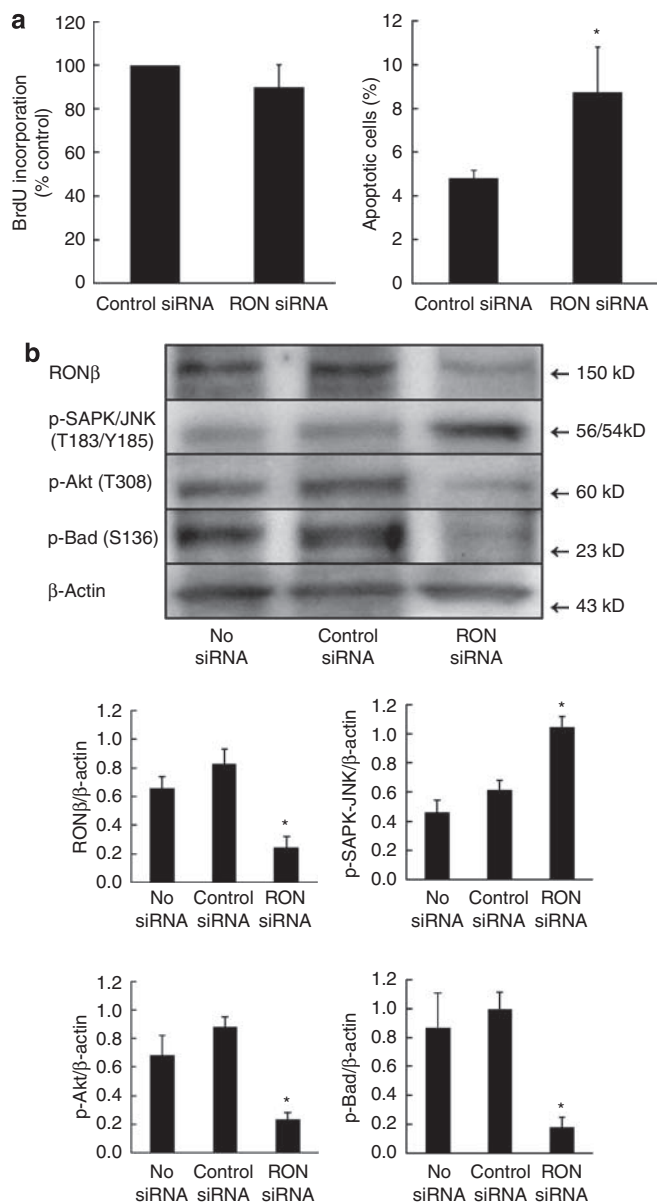 a
BrdU incorporation
(% control)
120
100
80
60
40
20
0
Control siRNA
RON siRNA
Apoptotic cells (%)
12
10
8
6
4
2
0
*
Control siRNA
RON siRNA
b
RONβ
← 150 kD
p-SAPK/JNK
(T183/Y185)
← 56/54kD
p-Akt (T308)
← 60 kD
p-Bad (S136)
← 23 kD
β-Actin
← 43 kD
No
siRNA
Control
siRNA
RON
siRNA
RONβ/β-actin
1.2
1.0
0.8
0.6
0.4
0.2
0.0
*
No
siRNA
Control
siRNA
RON
siRNA
p-SAPK-JNK/β-actin
1.2
1.0
0.8
0.6
0.4
0.2
0.0
*
No
siRNA
Control
siRNA
RON
siRNA
p-Akt/β-actin
1.2
1.0
0.8
0.6
0.4
0.2
0
*
No
siRNA
Control
siRNA
RON
siRNA
p-Bad/β-actin
1.2
1.0
0.8
0.6
0.4
0.2
0
*
No
siRNA
Control
siRNA
RON
siRNA